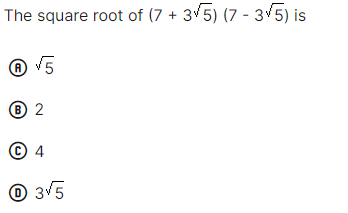 The square root of (7 + 3√5) (7 - 3√5) is
Ⓐ √5
Ⓑ 2
Ⓒ 4
Ⓓ 3√5